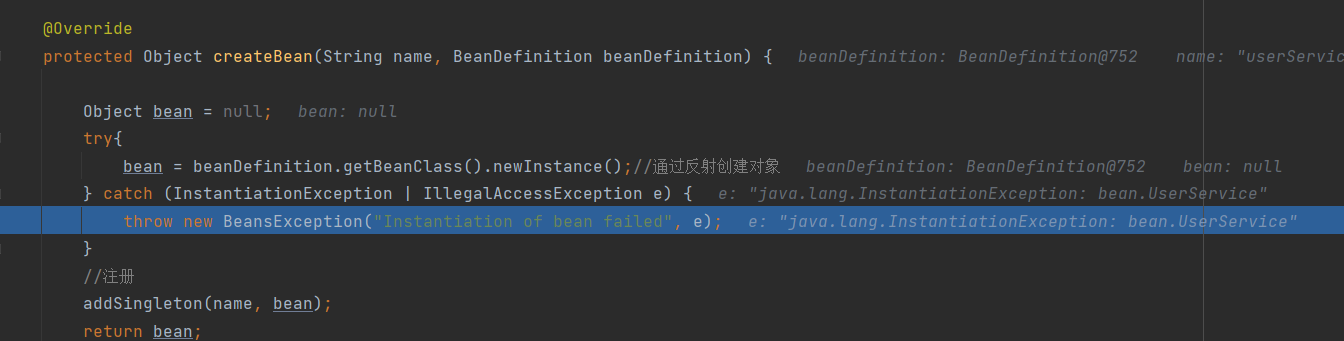 @Override
protected Object createBean(String name, BeanDefinition beanDefinition) { beanDefinition: BeanDefinition@752 name: "userServic
Object bean = null; bean: null
try{
bean = beanDefinition.getBeanClass().newInstance();//通过反射创建对象 beanDefinition: BeanDefinition@752 bean: null
} catch (InstantiationException | IllegalAccessException e) { e: "java.lang.InstantiationException: bean.UserService"
throw new BeansException("Instantiation of bean failed", e); e: "java.lang.InstantiationException: bean.UserService"
}
//注册
addSingleton(name, bean);
return bean;